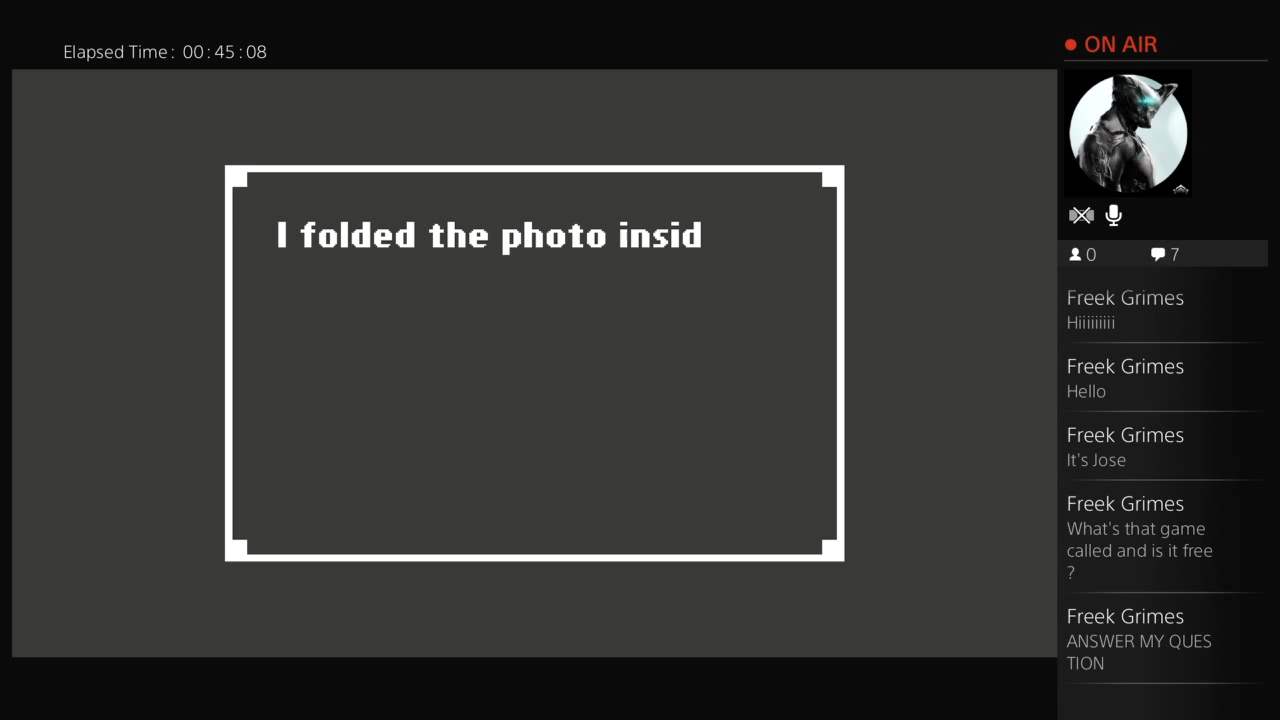 Elapsed Time: 00:45:08
ON AIR
I folded the photo insid
0 7
Freek Grimes
Hiiiiiiiii
Freek Grimes
Hello
Freek Grimes
It's Jose
Freek Grimes
What's that game
called and is it free
?
Freek Grimes
ANSWER MY QUES
TION